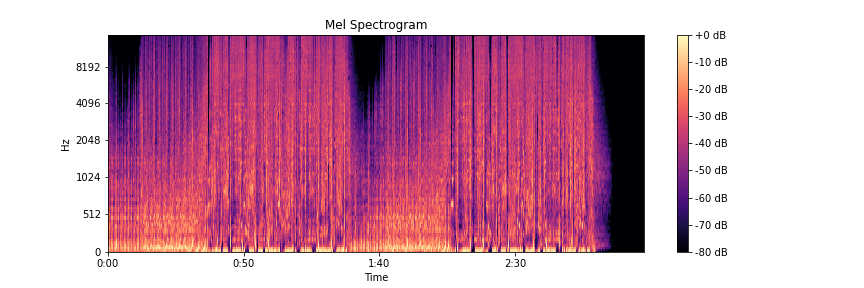 Mel Spectrogram
Hz
8192
4096
2048
1024
512
0
0:00
0:50
1:40
2:30
Time
+0 dB
-10 dB
-20 dB
-30 dB
-40 dB
-50 dB
-60 dB
-70 dB
-80 dB